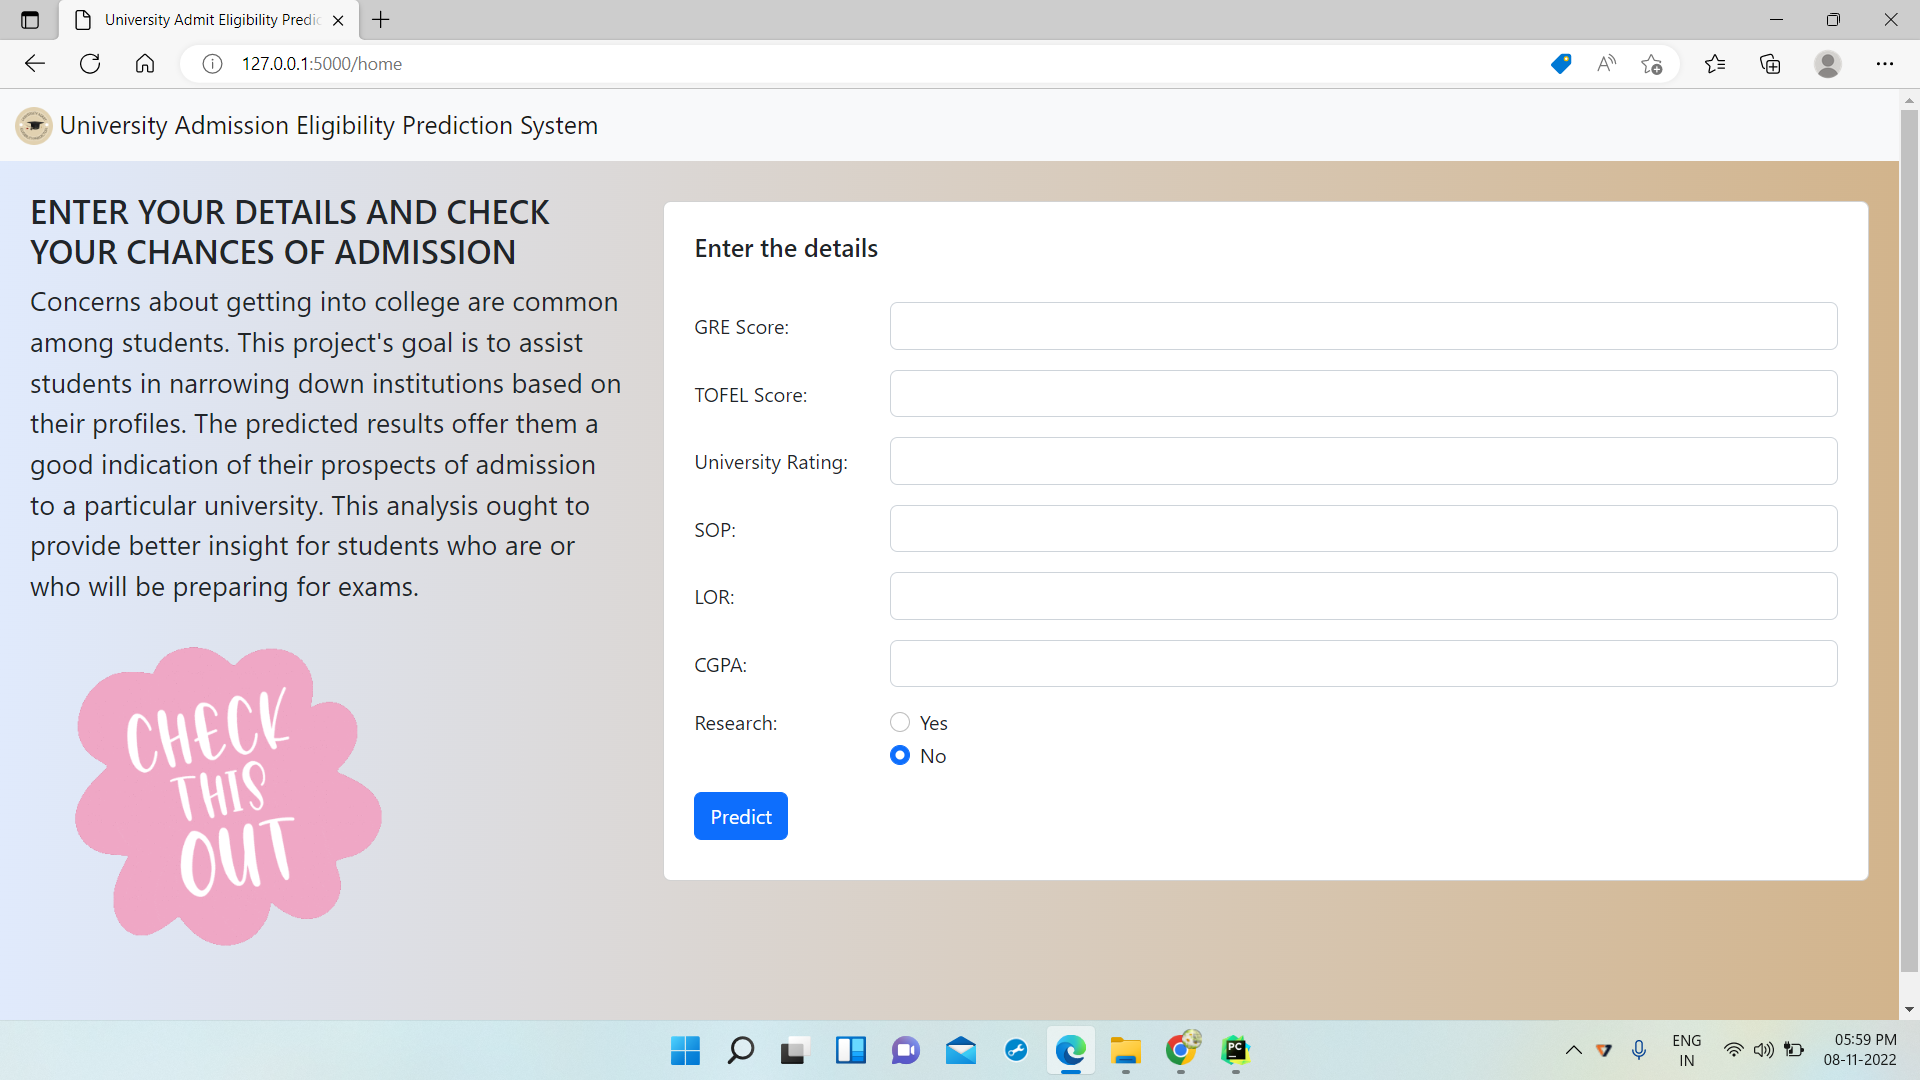 University Admit Eligibility Predic
127.0.0.1:5000/home
University Admission Eligibility Prediction System
ENTER YOUR DETAILS AND CHECK
YOUR CHANCES OF ADMISSION
Concerns about getting into college are common
among students. This project's goal is to assist
students in narrowing down institutions based on
their profiles. The predicted results offer them a
good indication of their prospects of admission
to a particular university. This analysis ought to
provide better insight for students who are or
who will be preparing for exams.
CHECK
THIS
OUT
Enter the details
GRE Score:
TOFEL Score:
University Rating:
SOP:
LOR:
CGPA:
Research:
Yes
No
Predict
PC
ENG
IN
05:59 PM
08-11-2022